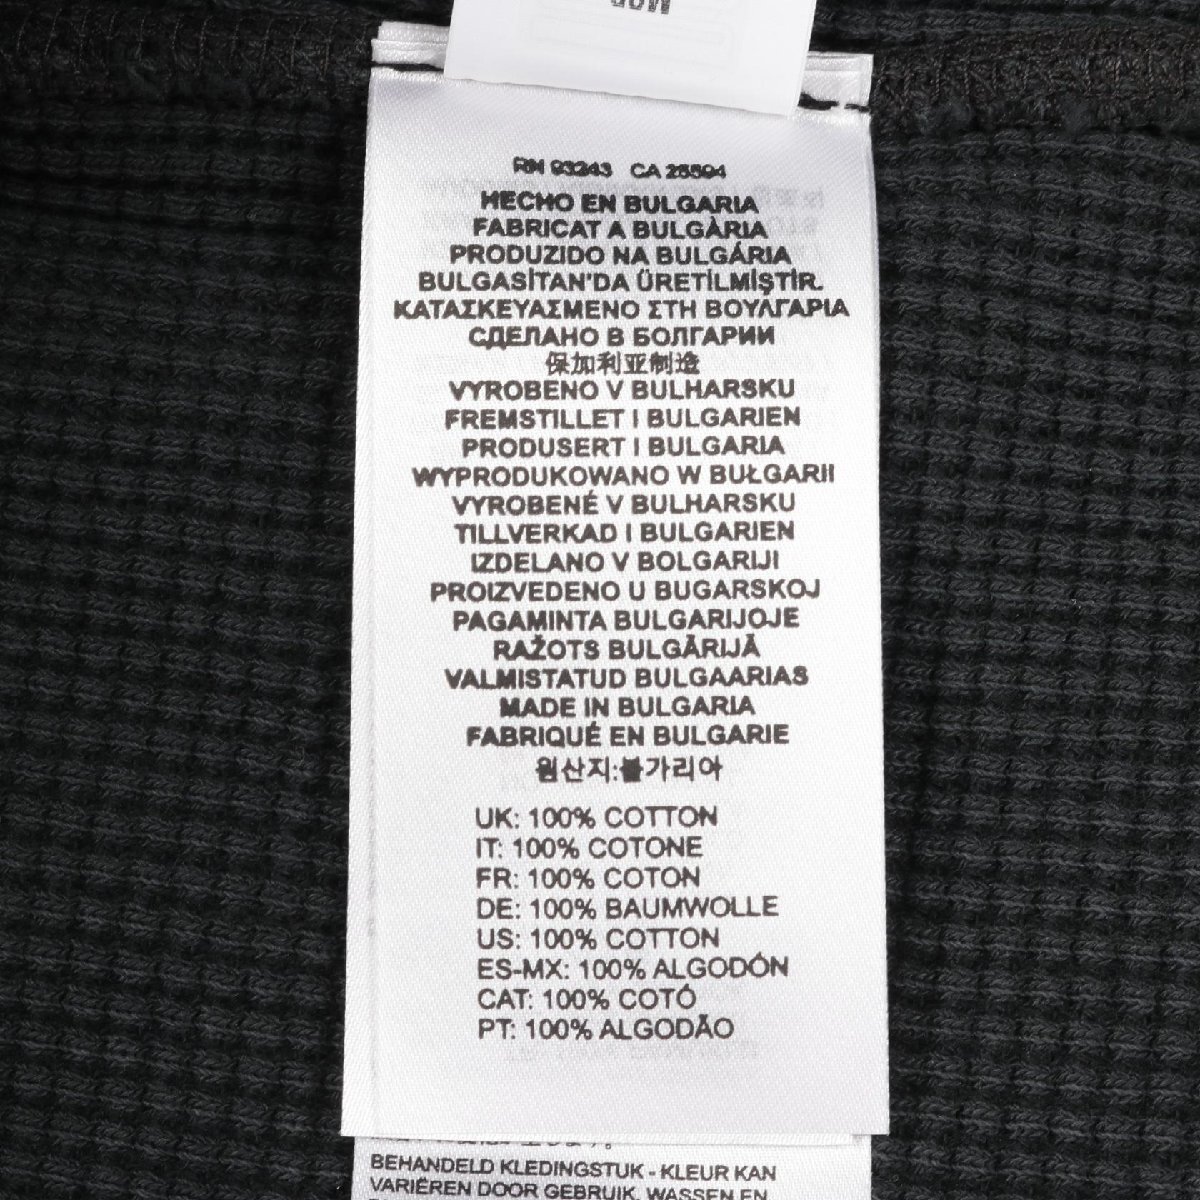 RN 93243 CA 25594
HECHO EN BULGARIA
FABRICAT A BULGÀRIA
PRODUZIDO NA BULGÁRIA
BULGASİTAN'DA ÜRETİLMİŞTİR.
ΚΑΤΑΣΚΕΥΑΣΜΕΝΟ ΣΤΗ ΒΟΥΛΓΑΡΙΑ
СДЕЛАНО В БОЛГАРИИ
保加利亚制造
VYROBENO V BULHARSKU
FREMSTILLET I BULGARIEN
PRODUSERT I BULGARIA
WYPRODUKOWANO W BUŁGARII
VYROBENÉ V BULHARSKU
TILLVERKAD I BULGARIEN
IZDELANO V BOLGARIJI
PROIZVEDENO U BUGARSKOJ
PAGAMINTA BULGARIJOJE
RAŽOTS BULGĀRIJĀ
VALMISTATUD BULGAARIAS
MADE IN BULGARIA
FABRIQUÉ EN BULGARIE
원산지:불가리아
UK: 100% COTTON
IT: 100% COTONE
FR: 100% COTON
DE: 100% BAUMWOLLE
US: 100% COTTON
ES-MX: 100% ALGODÓN
CAT: 100% COTÓ
PT: 100% ALGODÃO
BEHANDELD KLEDINGSTUK - KLEUR KAN
VARIËREN DOOR GEBRUIK, WASSEN EN